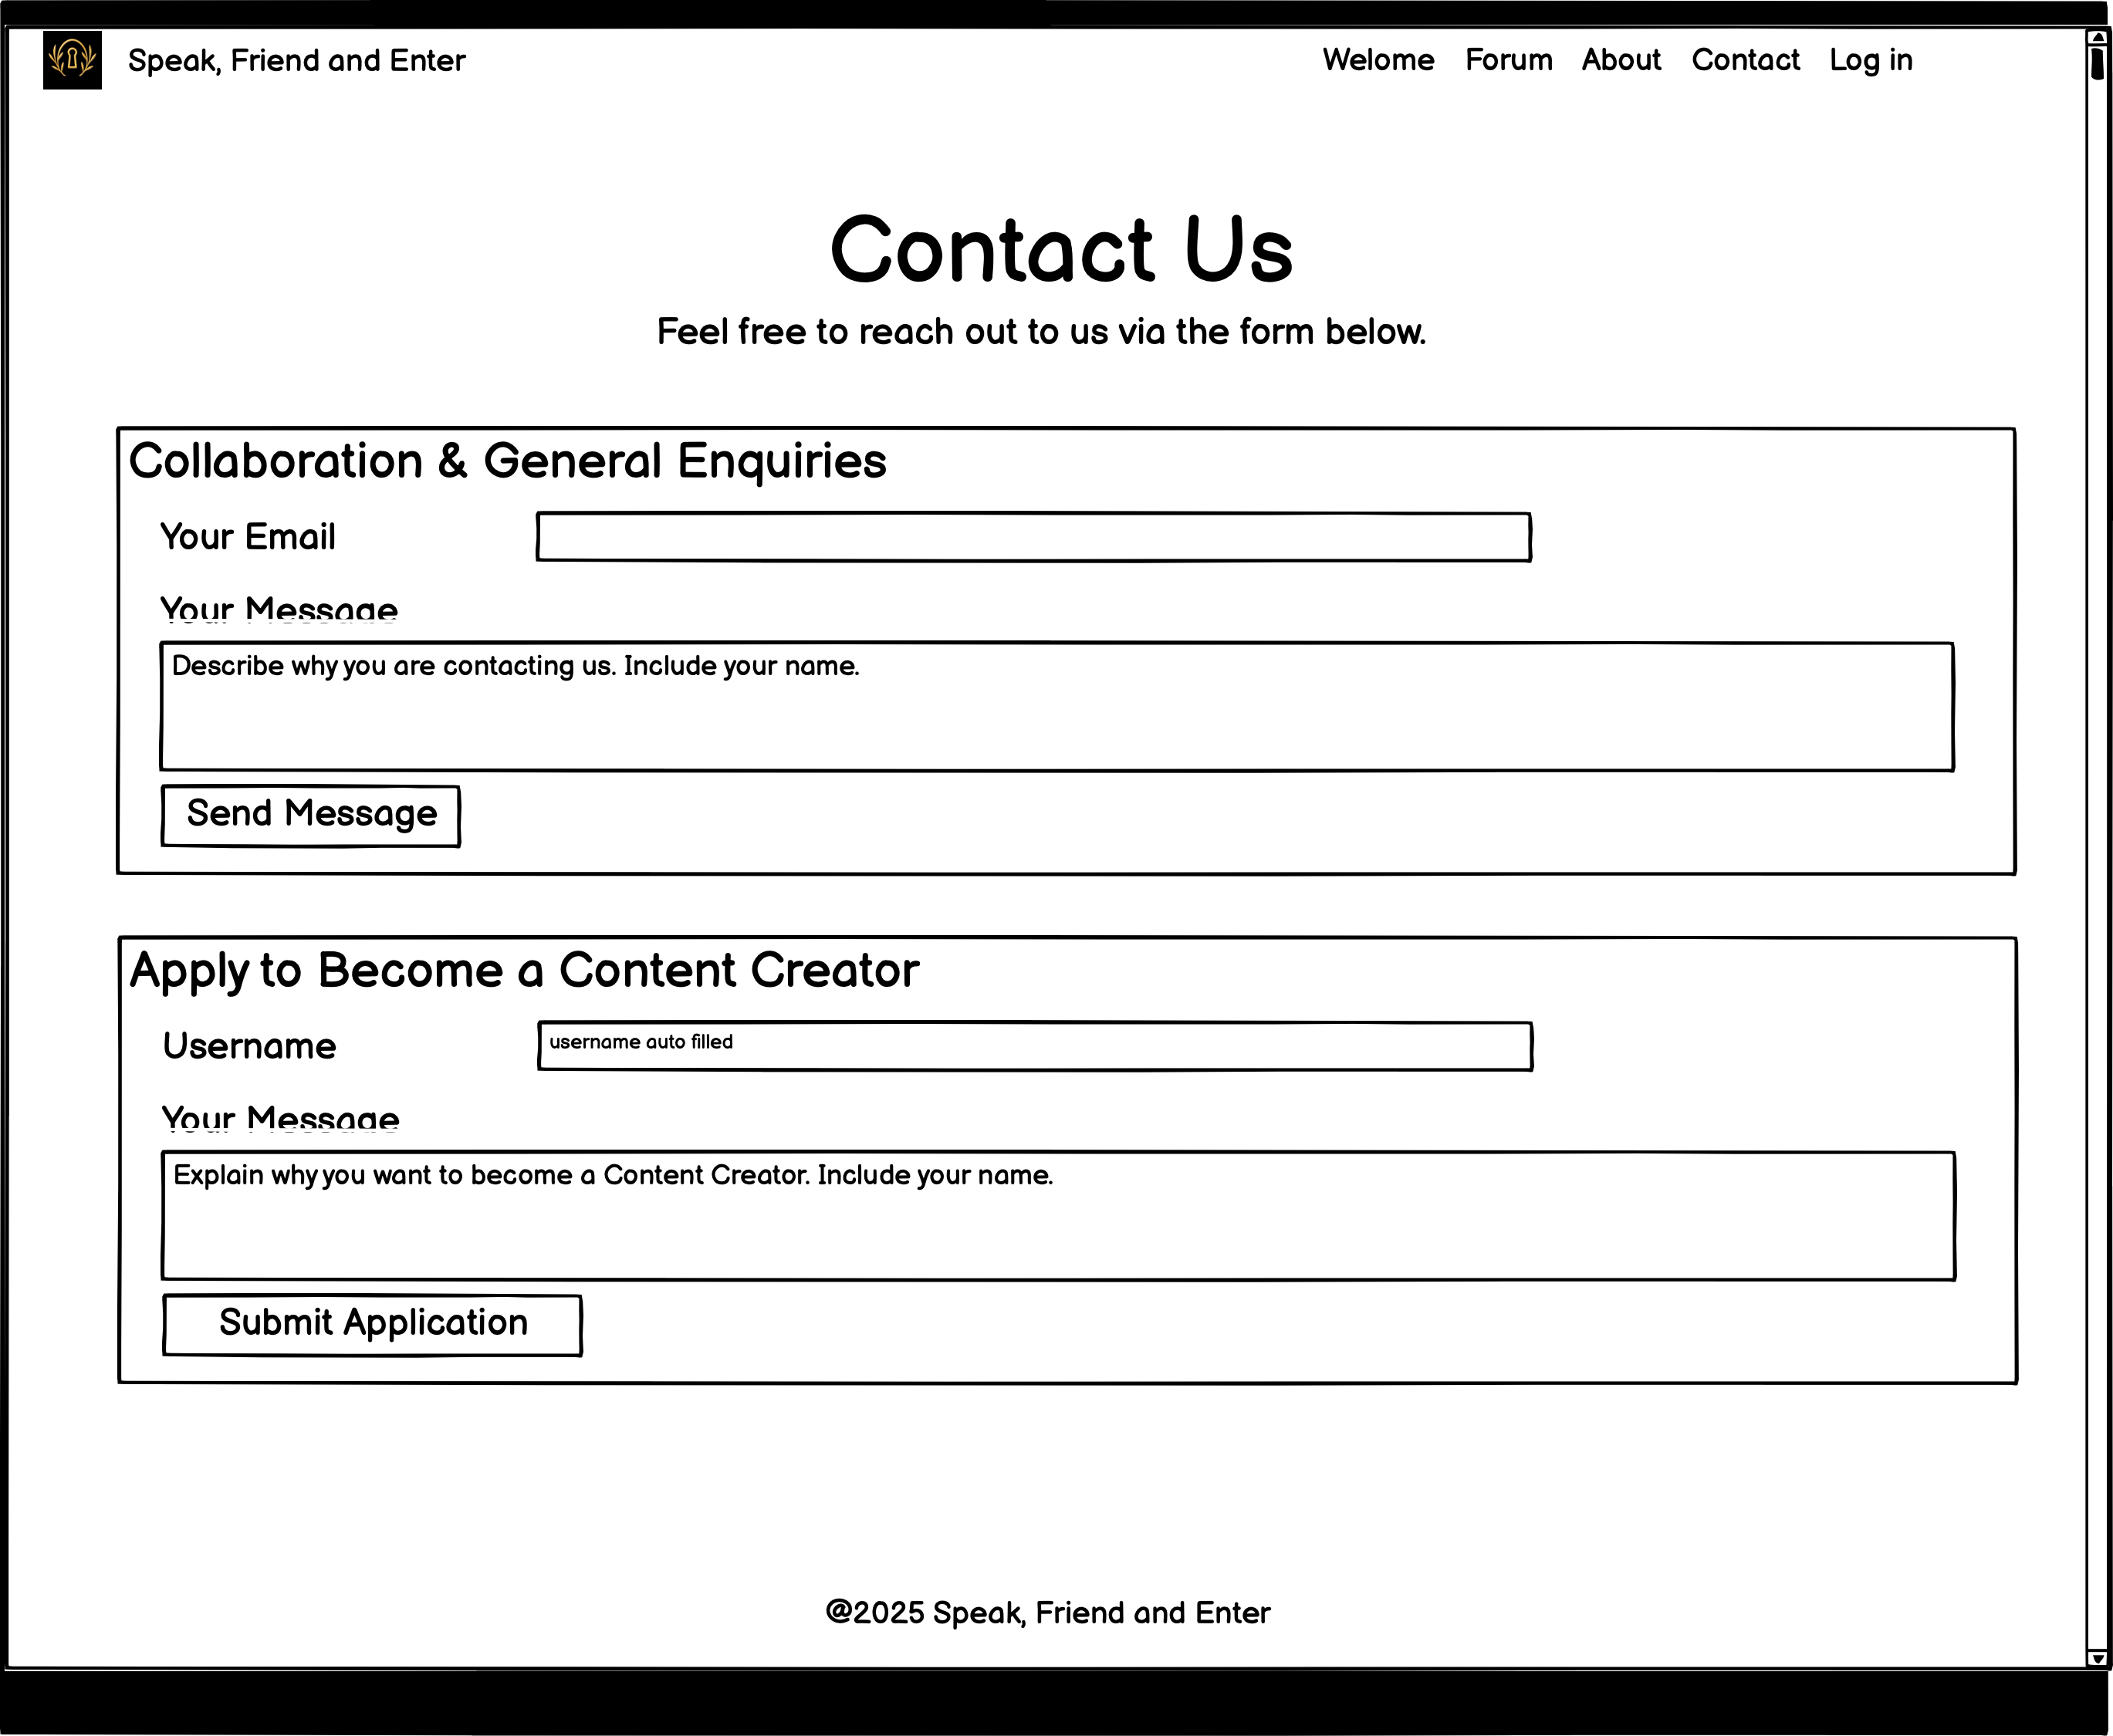 Speak, Friend and Enter
Welome Forum About Contact Log in
Contact Us
Feel free to reach out to us via the form below.
Collaboration & General Enquiries
Your Email
Your Message
Describe why you are contacting us. Include your name.
Send Message
Apply to Become a Content Creator
Username
username auto filled
Your Message
Explain why you want to become a Content Creator. Include your name.
Submit Application
@2025 Speak, Friend and Enter